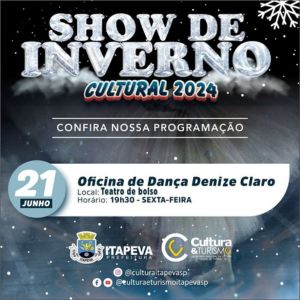 SHOW DE
INVERNO
CULTURAL 2024
CONFIRA NOSSA PROGRAMAÇÃO
21
JUNHO
Oficina de Dança Denize Claro
Local: Teatro de bolso
Horário: 19h30 - SEXTA-FEIRA
ITAPEVA
PREFEITURA
Cultura
&TURISMO
@culturaitapevasp
@culturaeturismoitapevasp